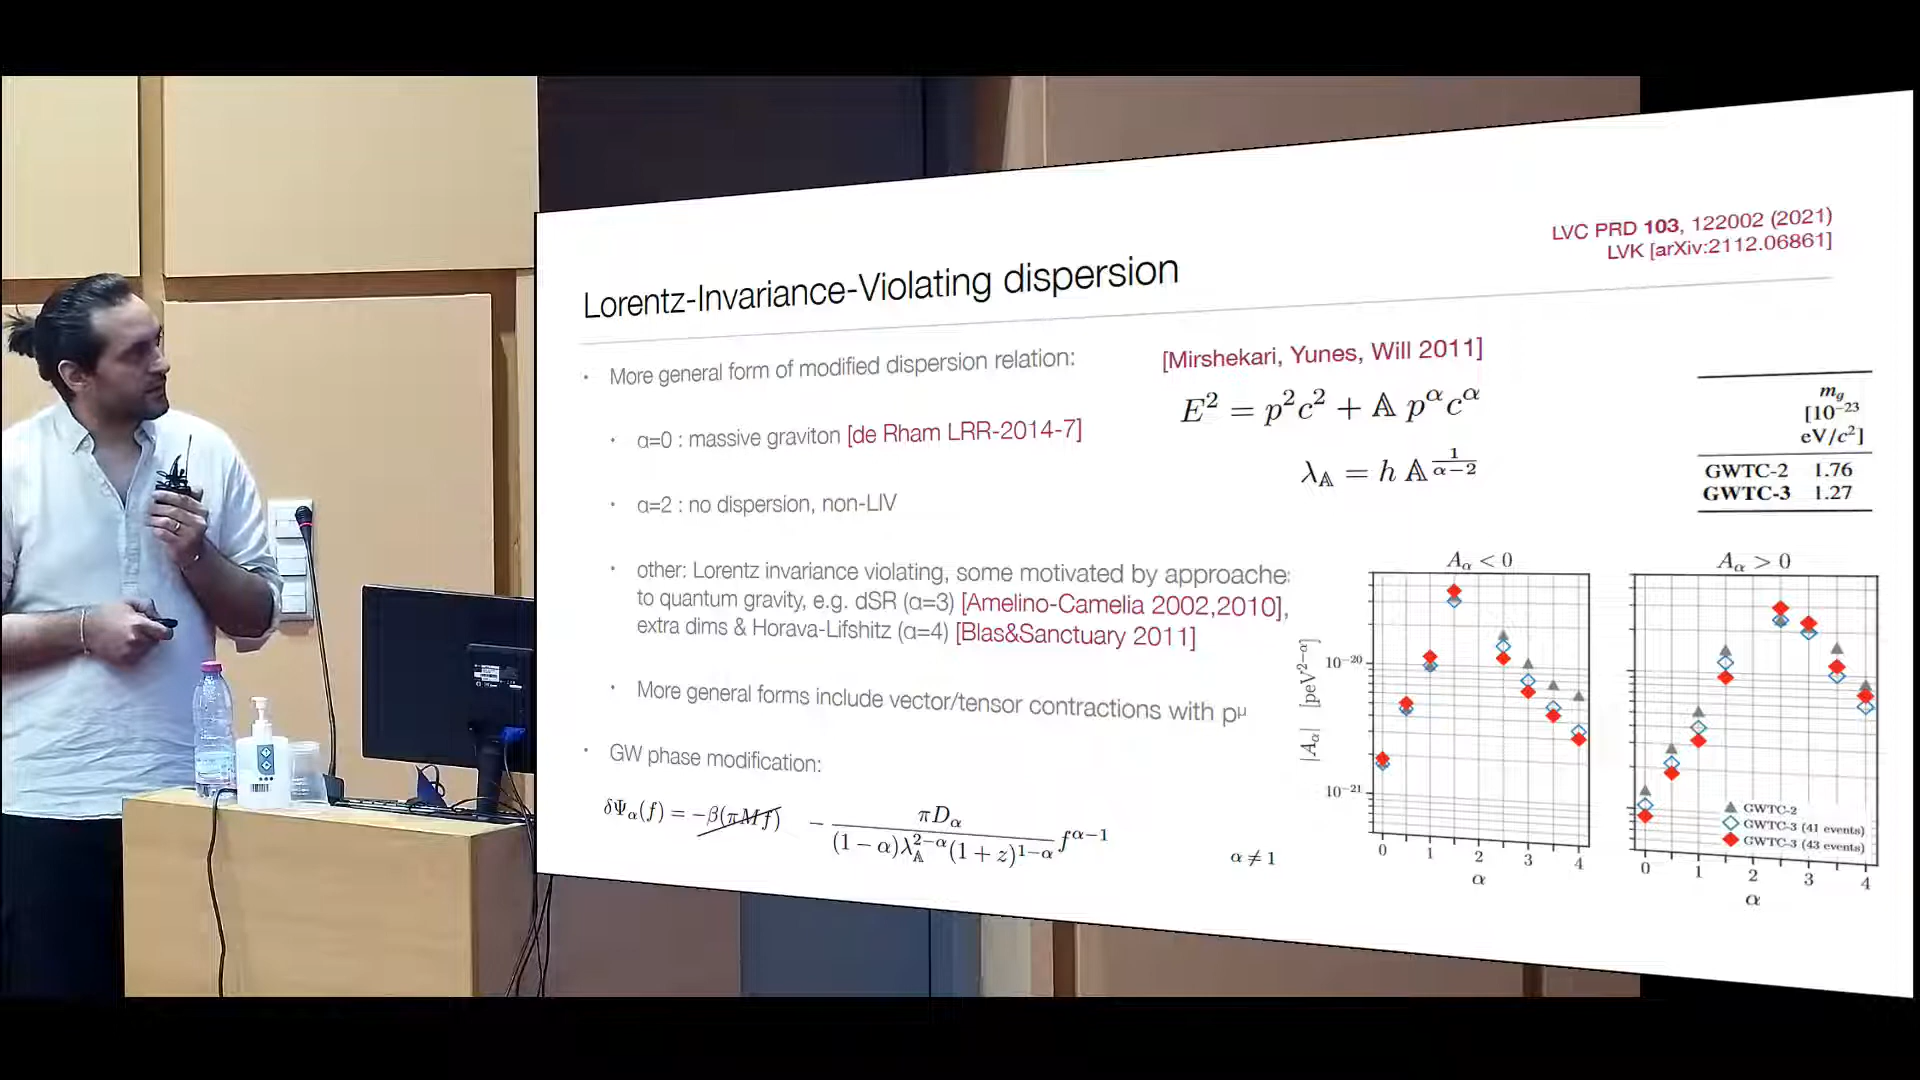 LVC PRD 103, 122002 (2021)
LVK [arXiv:2112.06861]
Lorentz-Invariance-Violating dispersion
• More general form of modified dispersion relation:
[Mirshekari, Yunes, Will 2011]
E² = p²c² + 𝔸 p^α c^α
λ_𝔸 = h 𝔸^{1/(α−2)}
• α=0 : massive graviton [de Rham LRR-2014-7]
• α=2 : no dispersion, non-LIV
• other: Lorentz invariance violating, some motivated by approache
to quantum gravity, e.g. dSR (α=3) [Amelino-Camelia 2002,2010],
extra dims & Horava-Lifshitz (α=4) [Blas&Sanctuary 2011]
• More general forms include vector/tensor contractions with p^μ
• GW phase modification:
δΨ_α(f) = −β(πMf) − πD_α / ((1 − α)λ_𝔸^{2−α}(1 + z)^{1−α}) f^{α−1}
α ≠ 1
m_g
[10⁻²³
eV/c²]
GWTC-2 1.76
GWTC-3 1.27
A_α < 0
|A_α| [peV^{2−α}]
10⁻²⁰
10⁻²¹
0 1 2 3 4
α
A_α > 0
GWTC-2
GWTC-3 (41 events)
GWTC-3 (43 events)
0 1 2 3 4
α